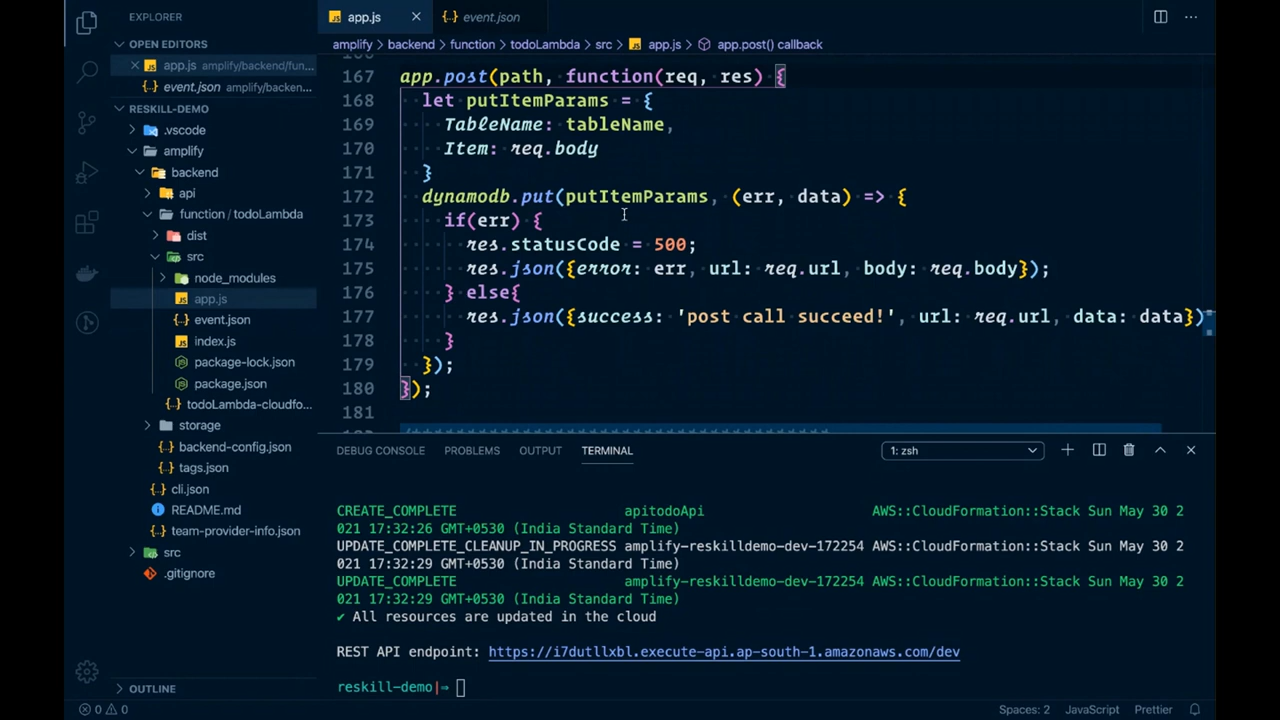 EXPLORER
OPEN EDITORS
app.js amplify/backend/fun...
event.json amplify/backen...
RESKILL-DEMO
.vscode
amplify
backend
api
function / todoLambda
dist
src
node_modules
app.js
event.json
index.js
package-lock.json
package.json
todoLambda-cloudfo...
storage
backend-config.json
tags.json
cli.json
README.md
team-provider-info.json
src
.gitignore
OUTLINE
app.js
event.json
amplify > backend > function > todoLambda > src > app.js > app.post() callback
167 app.post(path, function(req, res) {
168 let putItemParams = {
169 TableName: tableName,
170 Item: req.body
171 }
172 dynamodb.put(putItemParams, (err, data) => {
173 if(err) {
174 res.statusCode = 500;
175 res.json({error: err, url: req.url, body: req.body});
176 } else{
177 res.json({success: 'post call succeed!', url: req.url, data: data})
178 }
179 });
180 });
181
DEBUG CONSOLE PROBLEMS OUTPUT TERMINAL 1: zsh
CREATE_COMPLETE apitodoApi AWS::CloudFormation::Stack Sun May 30 2
021 17:32:26 GMT+0530 (India Standard Time)
UPDATE_COMPLETE_CLEANUP_IN_PROGRESS amplify-reskilldemo-dev-172254 AWS::CloudFormation::Stack Sun May 30 2
021 17:32:29 GMT+0530 (India Standard Time)
UPDATE_COMPLETE amplify-reskilldemo-dev-172254 AWS::CloudFormation::Stack Sun May 30 2
021 17:32:29 GMT+0530 (India Standard Time)
✔ All resources are updated in the cloud
REST API endpoint: https://i7dutllxbl.execute-api.ap-south-1.amazonaws.com/dev
reskill-demo|⇒
0 0 Spaces: 2 JavaScript Prettier